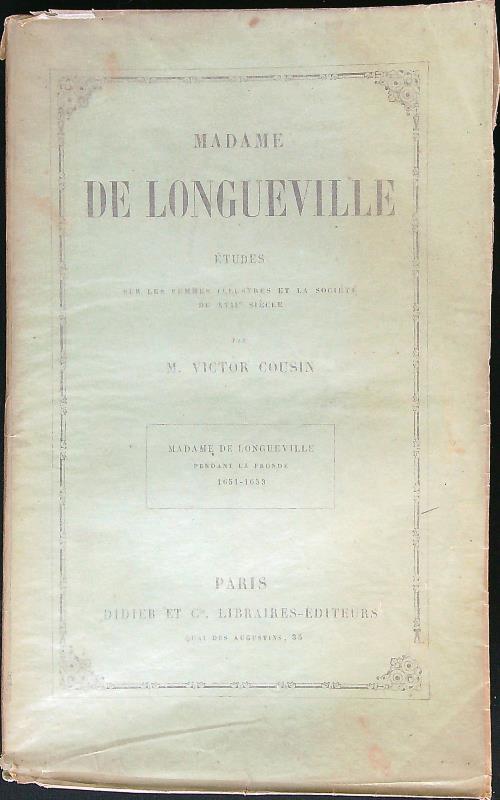 MADAME
DE LONGUEVILLE
ÉTUDES
SUR LES FEMMES ILLUSTRES ET LA SOCIÉTÉ
DU XVIIe SIÈCLE
PAR
M. VICTOR COUSIN
MADAME DE LONGUEVILLE
PENDANT LA FRONDE
1651-1653
PARIS
DIDIER ET Cie, LIBRAIRES-ÉDITEURS
QUAI DES AUGUSTINS, 35